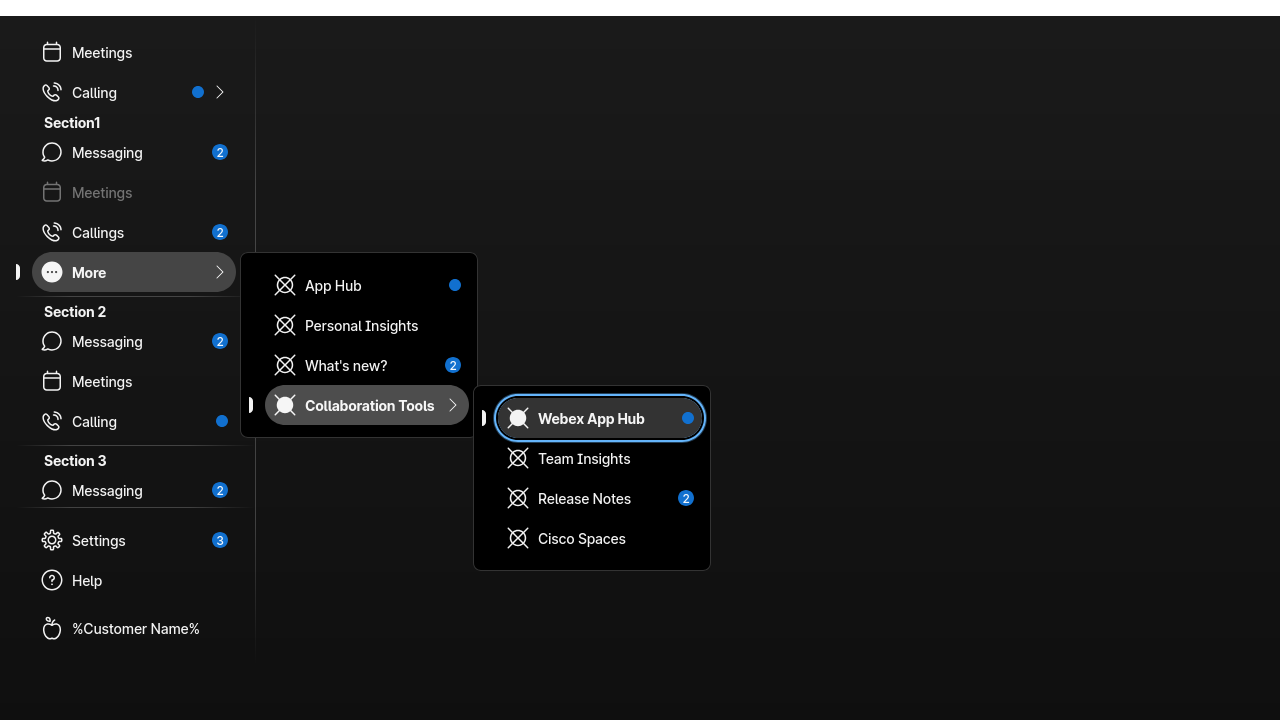 Meetings
Calling
Section1
Messaging 2
Meetings
Callings 2
More
Section 2
Messaging 2
Meetings
Calling
Section 3
Messaging 2
Settings 3
Help
%Customer Name%
App Hub
Personal Insights
What's new? 2
Collaboration Tools
Webex App Hub
Team Insights
Release Notes 2
Cisco Spaces